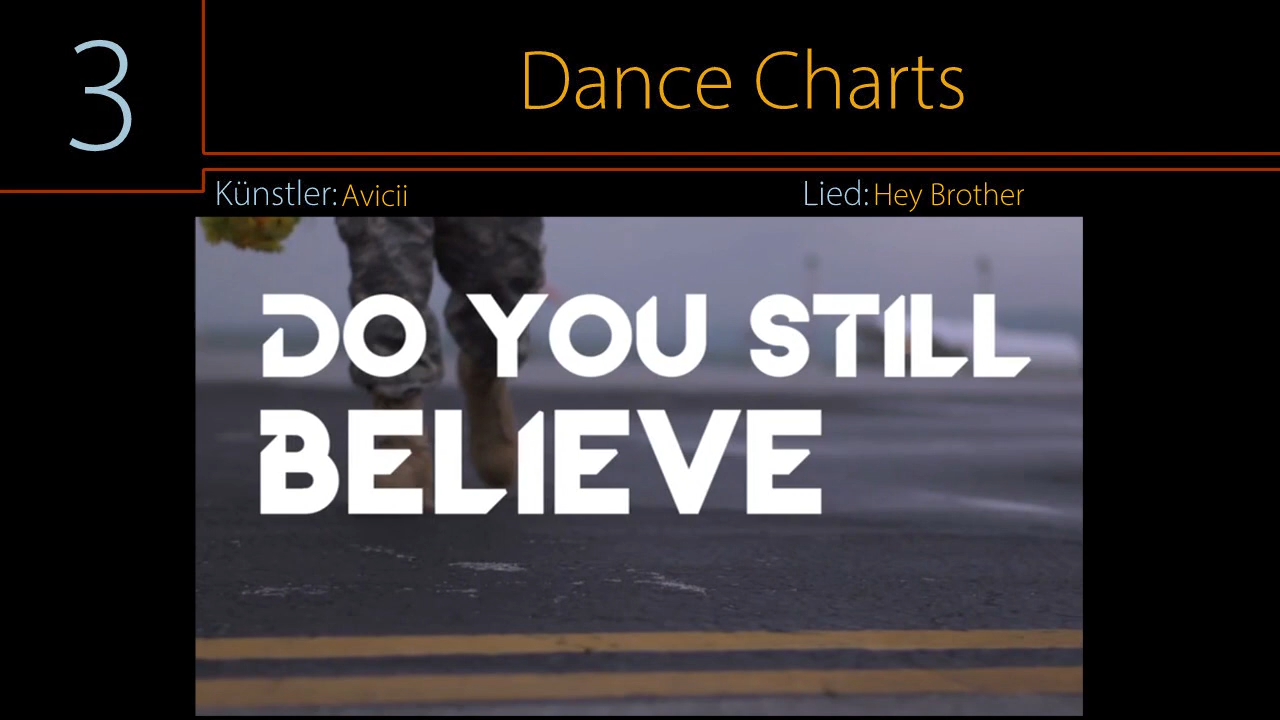 3
Dance Charts
Künstler: Avicii
Lied: Hey Brother
DO YOU STILL
BELIEVE